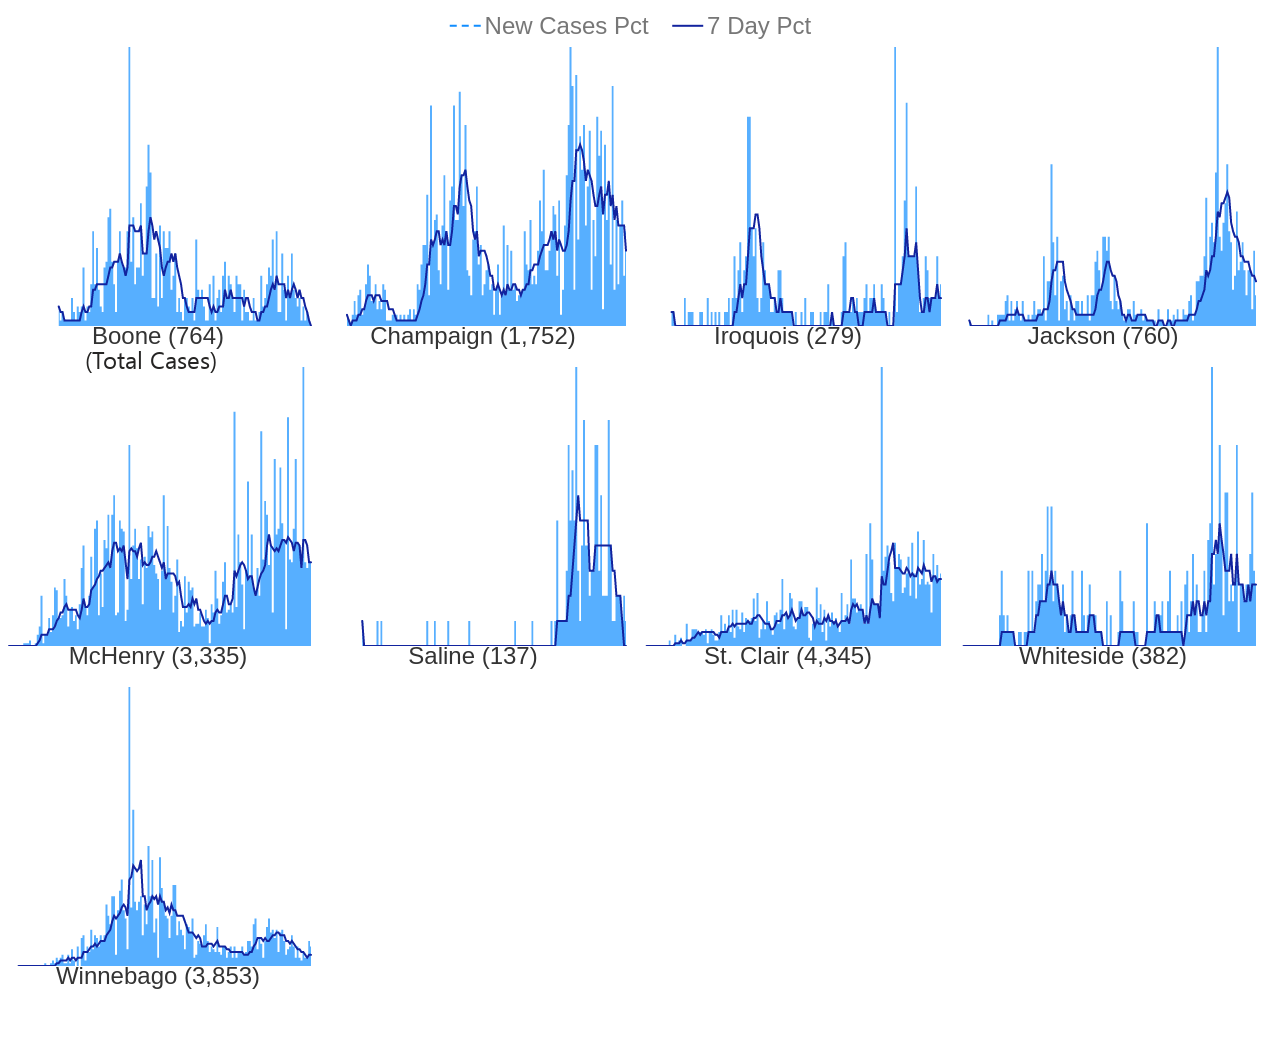 New Cases Pct 7 Day Pct
Boone (764) Champaign (1,752) Iroquois (279) Jackson (760)
(Total Cases)
McHenry (3,335) Saline (137) St. Clair (4,345) Whiteside (382)
Winnebago (3,853)